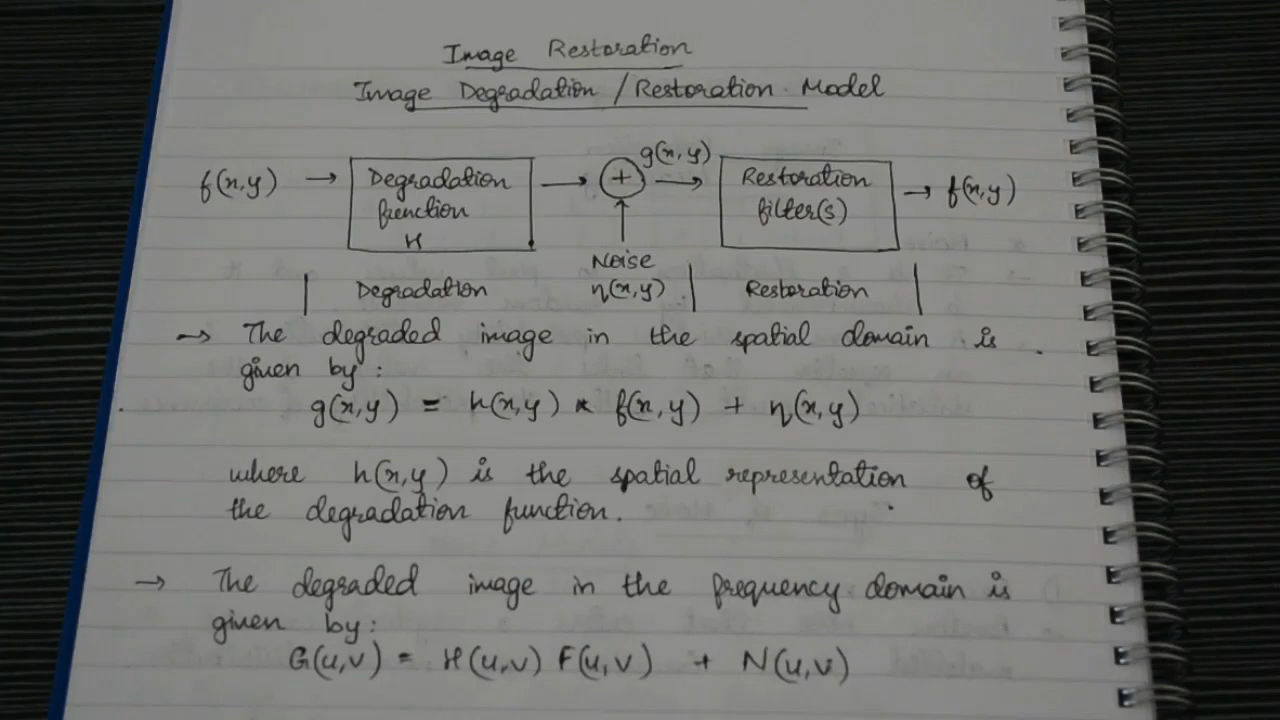 Image Restoration
Image Degradation / Restoration Model
f(x,y) → Degradation function H → + g(x,y) → Restoration filter(s) → f(x,y)
↑
Noise
η(x,y)
| Degradation | Restoration |
→ The degraded image in the spatial domain is
given by:
g(x,y) = h(x,y) * f(x,y) + η(x,y)
where h(x,y) is the spatial representation of
the degradation function.
→ The degraded image in the frequency domain is
given by:
G(u,v) = H(u,v) F(u,v) + N(u,v)